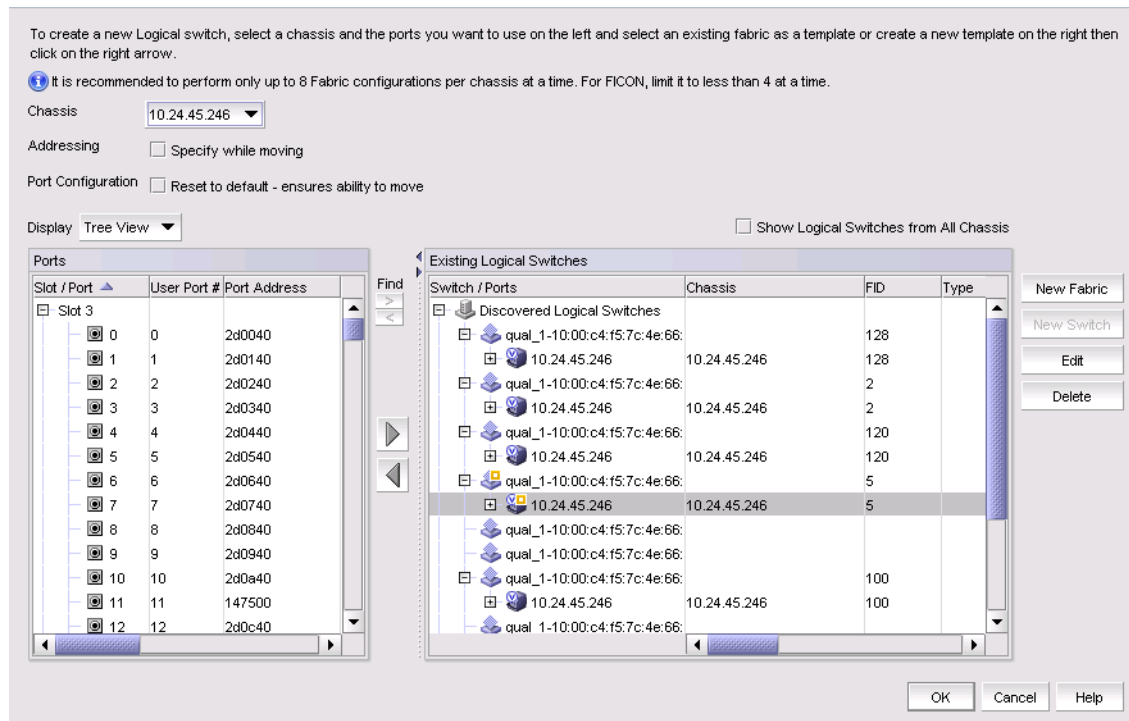 To create a new Logical switch, select a chassis and the ports you want to use on the left and select an existing fabric as a template or create a new template on the right then
click on the right arrow.
It is recommended to perform only up to 8 Fabric configurations per chassis at a time. For FICON, limit it to less than 4 at a time.
Chassis 10.24.45.246
Addressing Specify while moving
Port Configuration Reset to default - ensures ability to move
Display Tree View Show Logical Switches from All Chassis
Ports
Slot / Port User Port # Port Address
Slot 3
0 0 2d0040
1 1 2d0140
2 2 2d0240
3 3 2d0340
4 4 2d0440
5 5 2d0540
6 6 2d0640
7 7 2d0740
8 8 2d0840
9 9 2d0940
10 10 2d0a40
11 11 147500
12 12 2d0c40
Find
>
<
Existing Logical Switches
Switch / Ports Chassis FID Type
Discovered Logical Switches
qual_1-10:00:c4:f5:7c:4e:66: 128
10.24.45.246 10.24.45.246 128
qual_1-10:00:c4:f5:7c:4e:66: 2
10.24.45.246 10.24.45.246 2
qual_1-10:00:c4:f5:7c:4e:66: 120
10.24.45.246 10.24.45.246 120
qual_1-10:00:c4:f5:7c:4e:66: 5
10.24.45.246 10.24.45.246 5
qual_1-10:00:c4:f5:7c:4e:66:
qual_1-10:00:c4:f5:7c:4e:66:
qual_1-10:00:c4:f5:7c:4e:66: 100
10.24.45.246 10.24.45.246 100
qual_1-10:00:c4:f5:7c:4e:66:
New Fabric
New Switch
Edit
Delete
OK Cancel Help